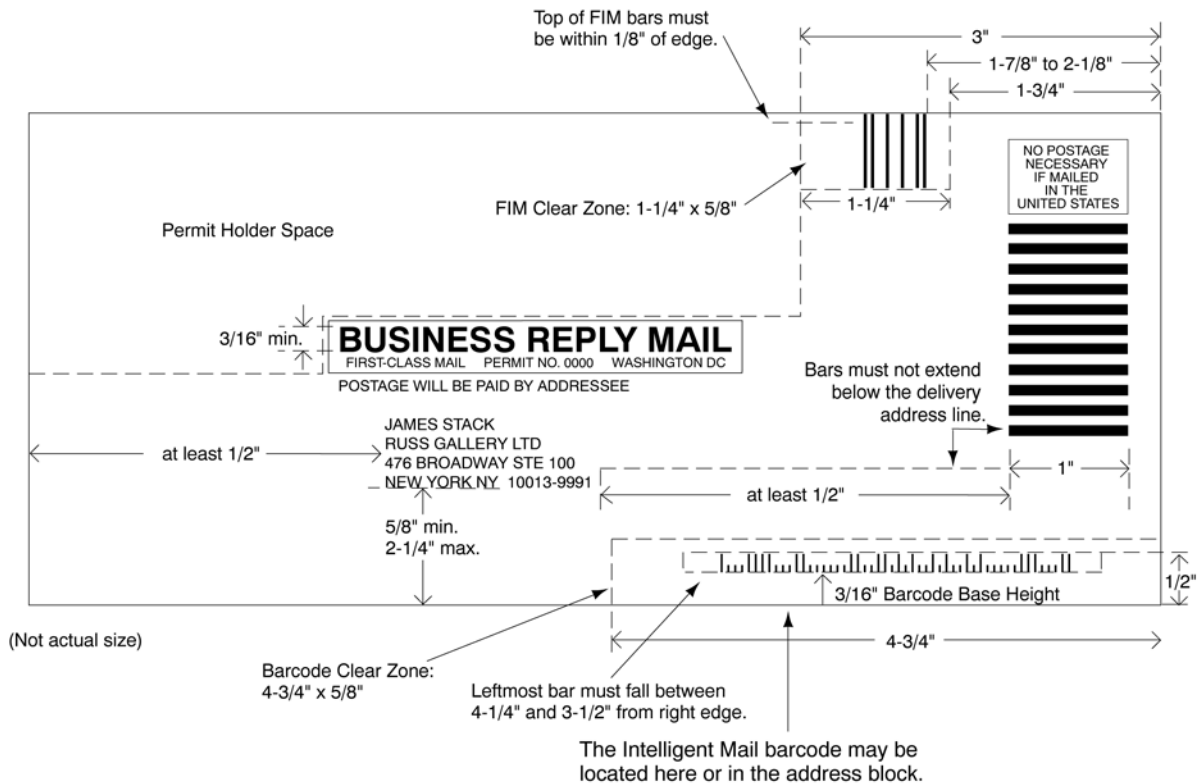 Top of FIM bars must
be within 1/8" of edge.
3"
1-7/8" to 2-1/8"
1-3/4"
NO POSTAGE
NECESSARY
IF MAILED
IN THE
UNITED STATES
FIM Clear Zone: 1-1/4" x 5/8"
1-1/4"
Permit Holder Space
3/16" min.
BUSINESS REPLY MAIL
FIRST-CLASS MAIL PERMIT NO. 0000 WASHINGTON DC
POSTAGE WILL BE PAID BY ADDRESSEE
Bars must not extend
below the delivery
address line.
JAMES STACK
RUSS GALLERY LTD
476 BROADWAY STE 100
NEW YORK NY 10013-9991
at least 1/2"
at least 1/2"
1"
5/8" min.
2-1/4" max.
3/16" Barcode Base Height
1/2"
(Not actual size)
4-3/4"
Barcode Clear Zone:
4-3/4" x 5/8"
Leftmost bar must fall between
4-1/4" and 3-1/2" from right edge.
The Intelligent Mail barcode may be
located here or in the address block.